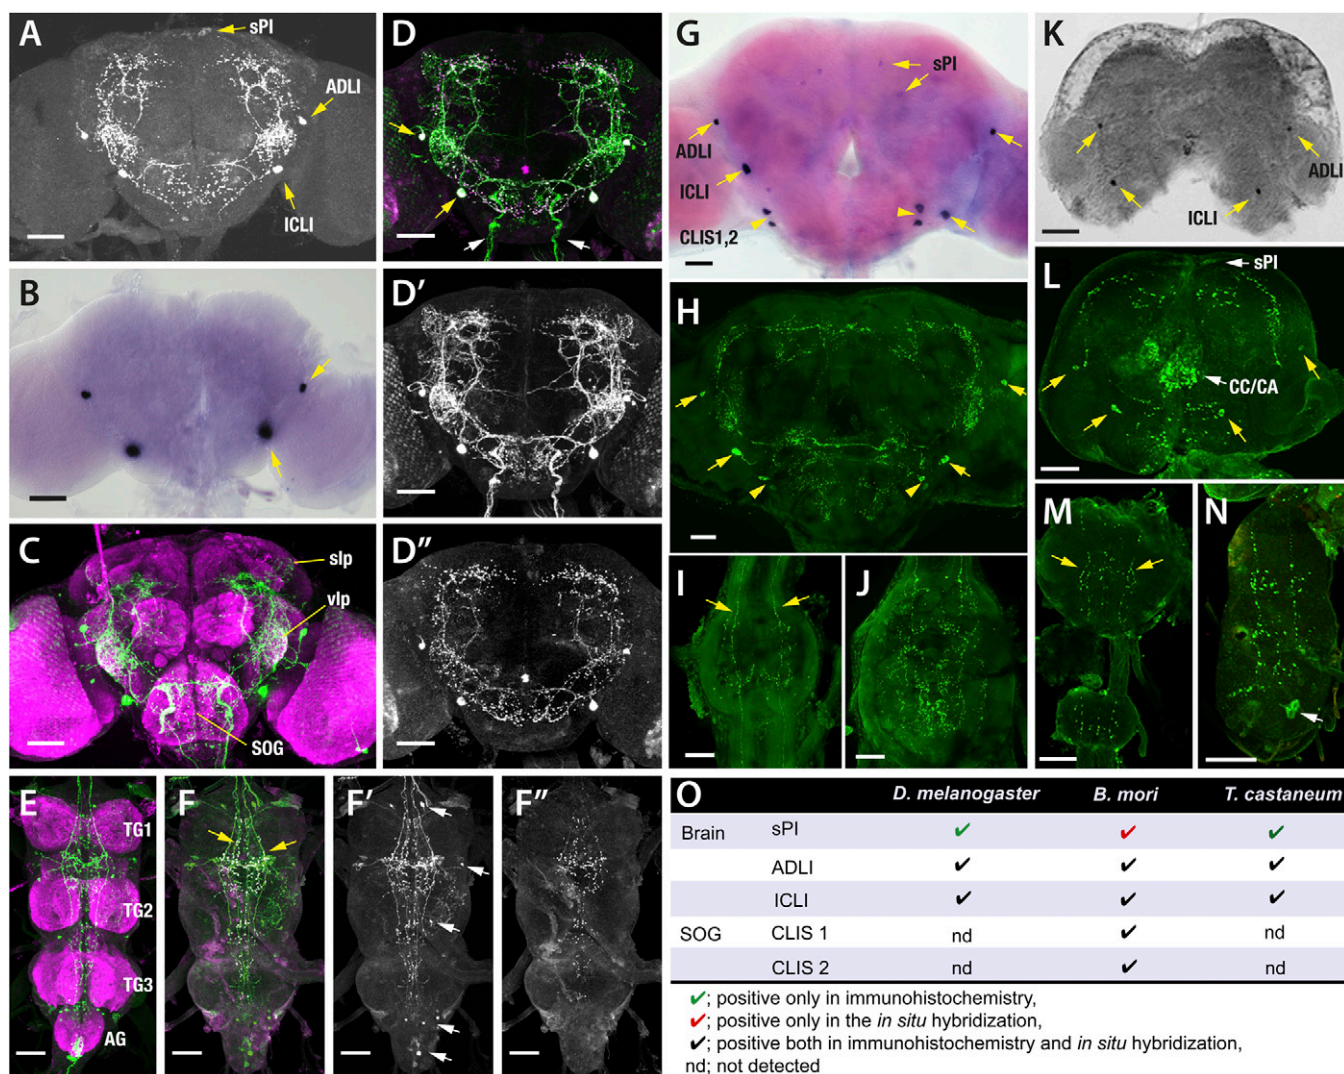 A
sPI
ADLI
ICLI
B
C
slp
vlp
SOG
D
D'
D"
E
TG1
TG2
TG3
AG
F
F'
F"
G
sPI
ADLI
ICLI
CLIS1,2
H
I
J
K
ADLI
ICLI
L
sPI
CC/CA
M
N
O
D. melanogaster B. mori T. castaneum
Brain sPI ✔ ✔ ✔
ADLI ✔ ✔ ✔
ICLI ✔ ✔ ✔
SOG CLIS 1 nd ✔ nd
CLIS 2 nd ✔ nd
✔; positive only in immunohistochemistry,
✔; positive only in the in situ hybridization,
✔; positive both in immunohistochemistry and in situ hybridization,
nd; not detected